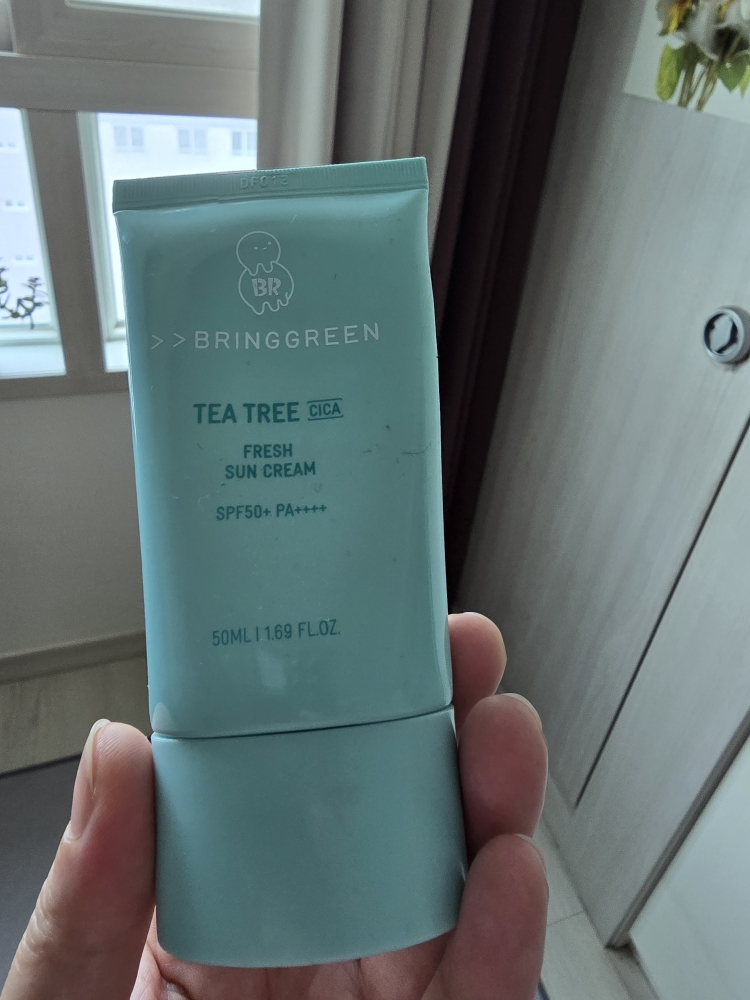 BR
>>BRINGGREEN
TEA TREE CICA
FRESH
SUN CREAM
SPF50+ PA++++
50ML | 1.69 FL.OZ.